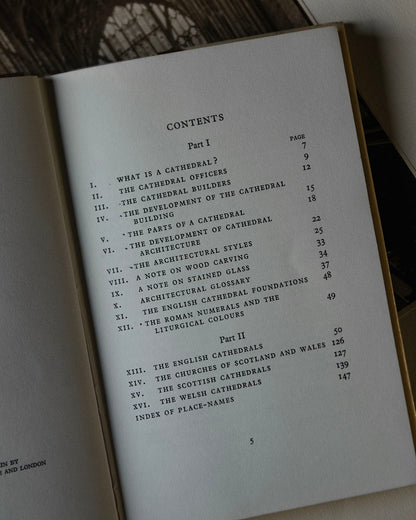 IN BY
E AND LONDON
CONTENTS
Part I
PAGE
I. WHAT IS A CATHEDRAL? 7
II. THE CATHEDRAL OFFICERS 9
III. THE CATHEDRAL BUILDERS 12
IV. THE DEVELOPMENT OF THE CATHEDRAL
BUILDING 15
V. THE PARTS OF A CATHEDRAL 18
VI. THE DEVELOPMENT OF CATHEDRAL
ARCHITECTURE 22
VII. THE ARCHITECTURAL STYLES 25
VIII. A NOTE ON WOOD CARVING 33
IX. A NOTE ON STAINED GLASS 34
X. ARCHITECTURAL GLOSSARY 37
XI. THE ENGLISH CATHEDRAL FOUNDATIONS 48
XII. THE ROMAN NUMERALS AND THE
LITURGICAL COLOURS 49
Part II
XIII. THE ENGLISH CATHEDRALS 50
XIV. THE CHURCHES OF SCOTLAND AND WALES 126
XV. THE SCOTTISH CATHEDRALS 127
XVI. THE WELSH CATHEDRALS 139
INDEX OF PLACE-NAMES 147
5